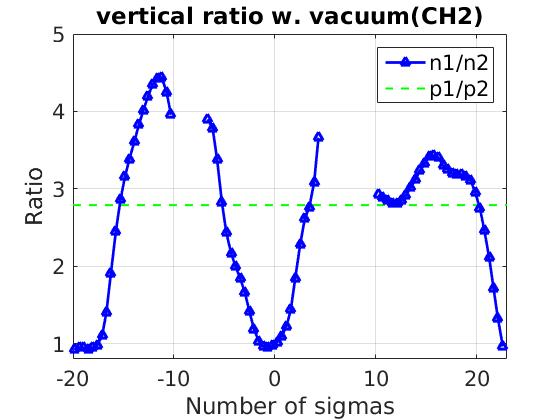 vertical ratio w. vacuum(CH2)
5
4
3
2
1
Ratio
n1/n2
p1/p2
-20 -10 0 10 20
Number of sigmas